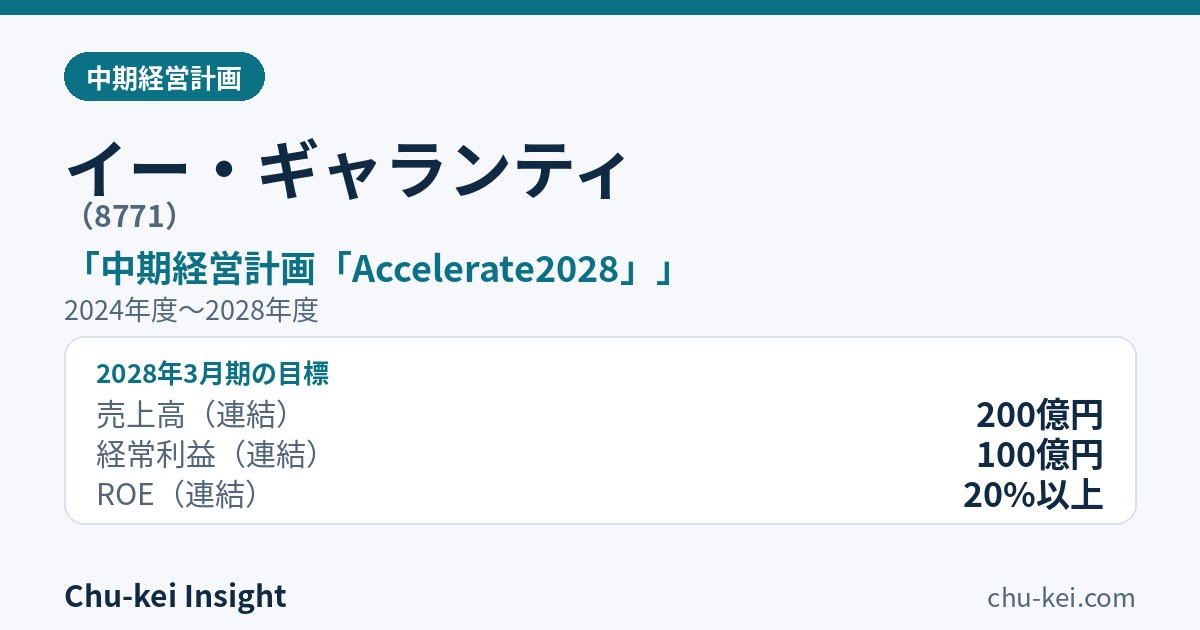 中期経営計画
イー・ギャランティ
（8771）
「中期経営計画「Accelerate2028」」
2024年度～2028年度
2028年3月期の目標
売上高（連結） 200億円
経常利益（連結） 100億円
ROE（連結） 20%以上
Chu-kei Insight chu-kei.com